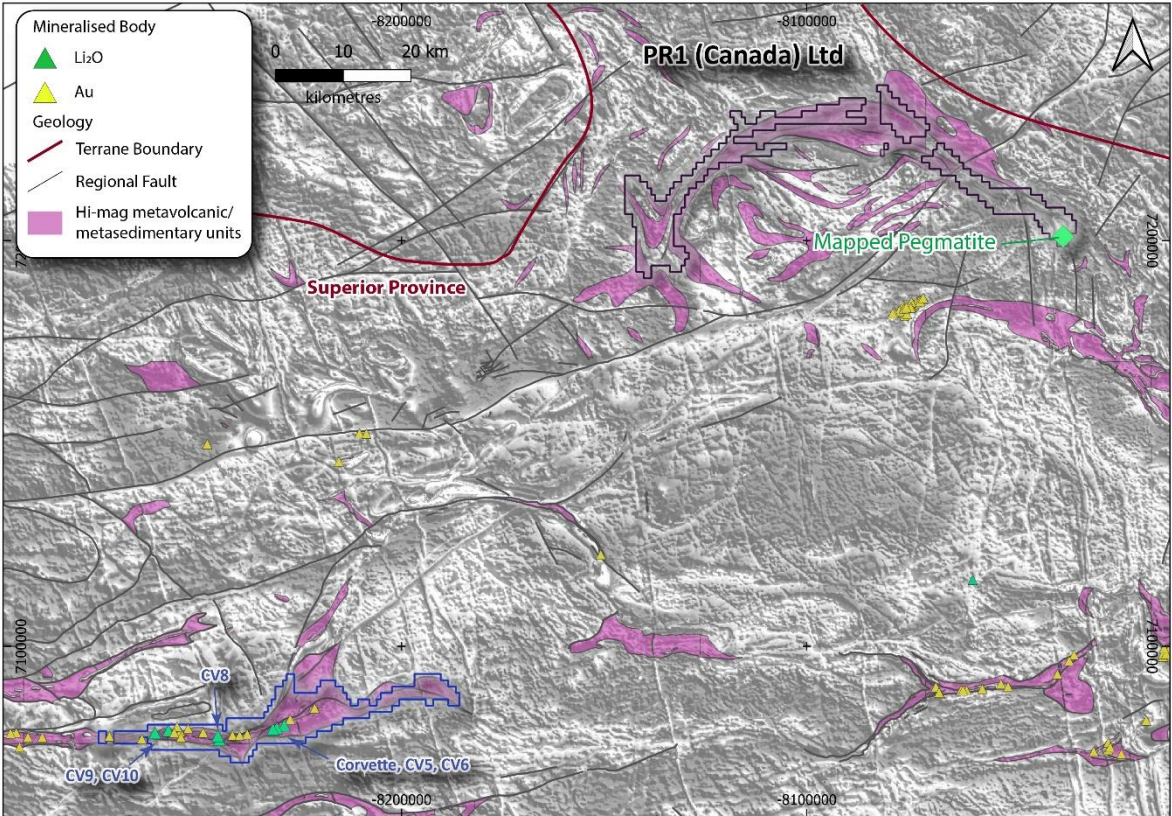 Mineralised Body
Li₂O
Au
Geology
Terrane Boundary
Regional Fault
Hi-mag metavolcanic/
metasedimentary units
-8200000
-8100000
0 10 20 km
kilometres
PR1 (Canada) Ltd
7200000
Mapped Pegmatite
Superior Province
7100000
7100000
CV8
CV9, CV10
Corvette, CV5, CV6
-8200000
-8100000